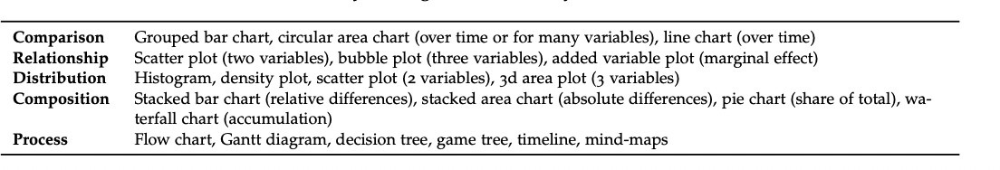 Comparison Grouped bar chart, circular area chart (over time or for many variables), line chart (over time)
Relationship Scatter plot (two variables), bubble plot (three variables), added variable plot (marginal effect)
Distribution Histogram, density plot, scatter plot (2 variables), 3d area plot (3 variables)
Composition Stacked bar chart (relative differences), stacked area chart (absolute differences), pie chart (share of total), wa-
terfall chart (accumulation)
Process Flow chart, Gantt diagram, decision tree, game tree, timeline, mind-maps